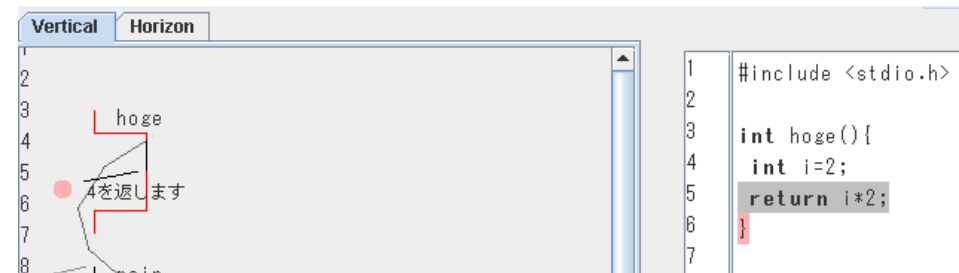 Vertical Horizon
2
3
hoge
4
5
4を返します
6
7
8
main
1 #include <stdio.h>
2
3 int hoge(){
4 int i=2;
5 return i*2;
6 }
7